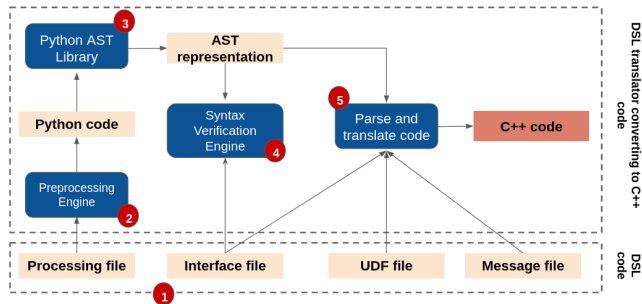 3
Python AST
Library
AST
representation
5
Python code
Syntax
Verification
Engine
4
Parse and
translate code
C++ code
Preprocessing
Engine
2
Processing file
Interface file
UDF file
Message file
1
DSL translator converting to C++
code
DSL
code